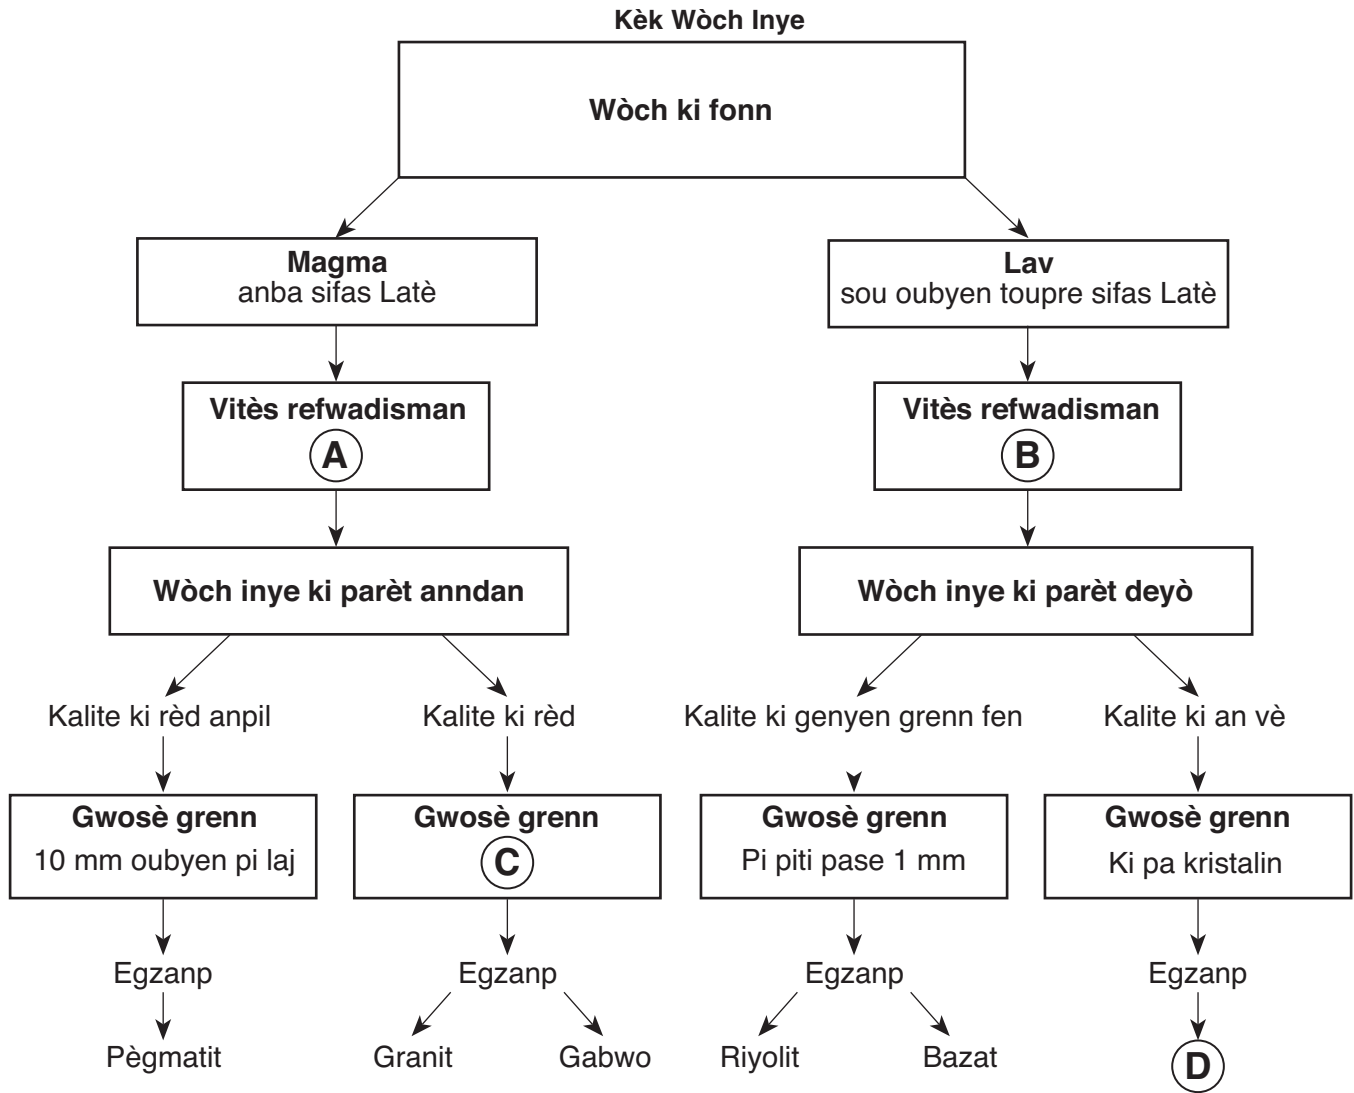 Kèk Wòch Inye
Wòch ki fonn
Magma
anba sifas Latè
Lav
sou oubyen toupre sifas Latè
Vitès refwadisman
A
Vitès refwadisman
B
Wòch inye ki parèt anndan
Wòch inye ki parèt deyò
Kalite ki rèd anpil
Kalite ki rèd
Kalite ki genyen grenn fen
Kalite ki an vè
Gwosè grenn
10 mm oubyen pi laj
Gwosè grenn
C
Gwosè grenn
Pi piti pase 1 mm
Gwosè grenn
Ki pa kristalin
Egzanp
Egzanp
Egzanp
Egzanp
Pègmatit
Granit
Gabwo
Riyolit
Bazat
D